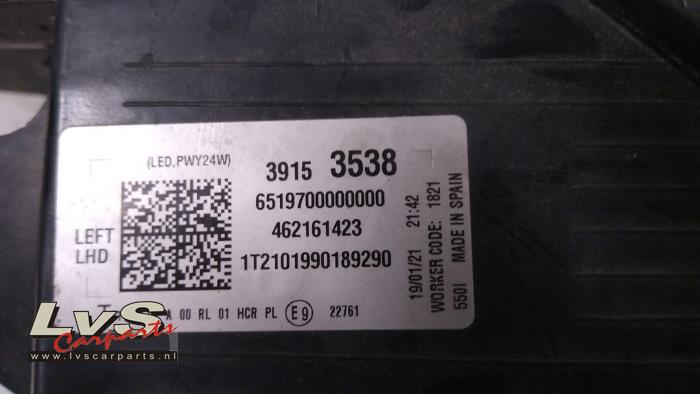 (LED,PWY24W)
3915 3538
6519700000000
462161423
1T2101990189290
LEFT
LHD
A 00 RL 01 HCR PL E9 22761
19/01/21 21:42
WORKER CODE: 1821
550I MADE IN SPAIN
LvS
Carparts
www.lvscarparts.nl